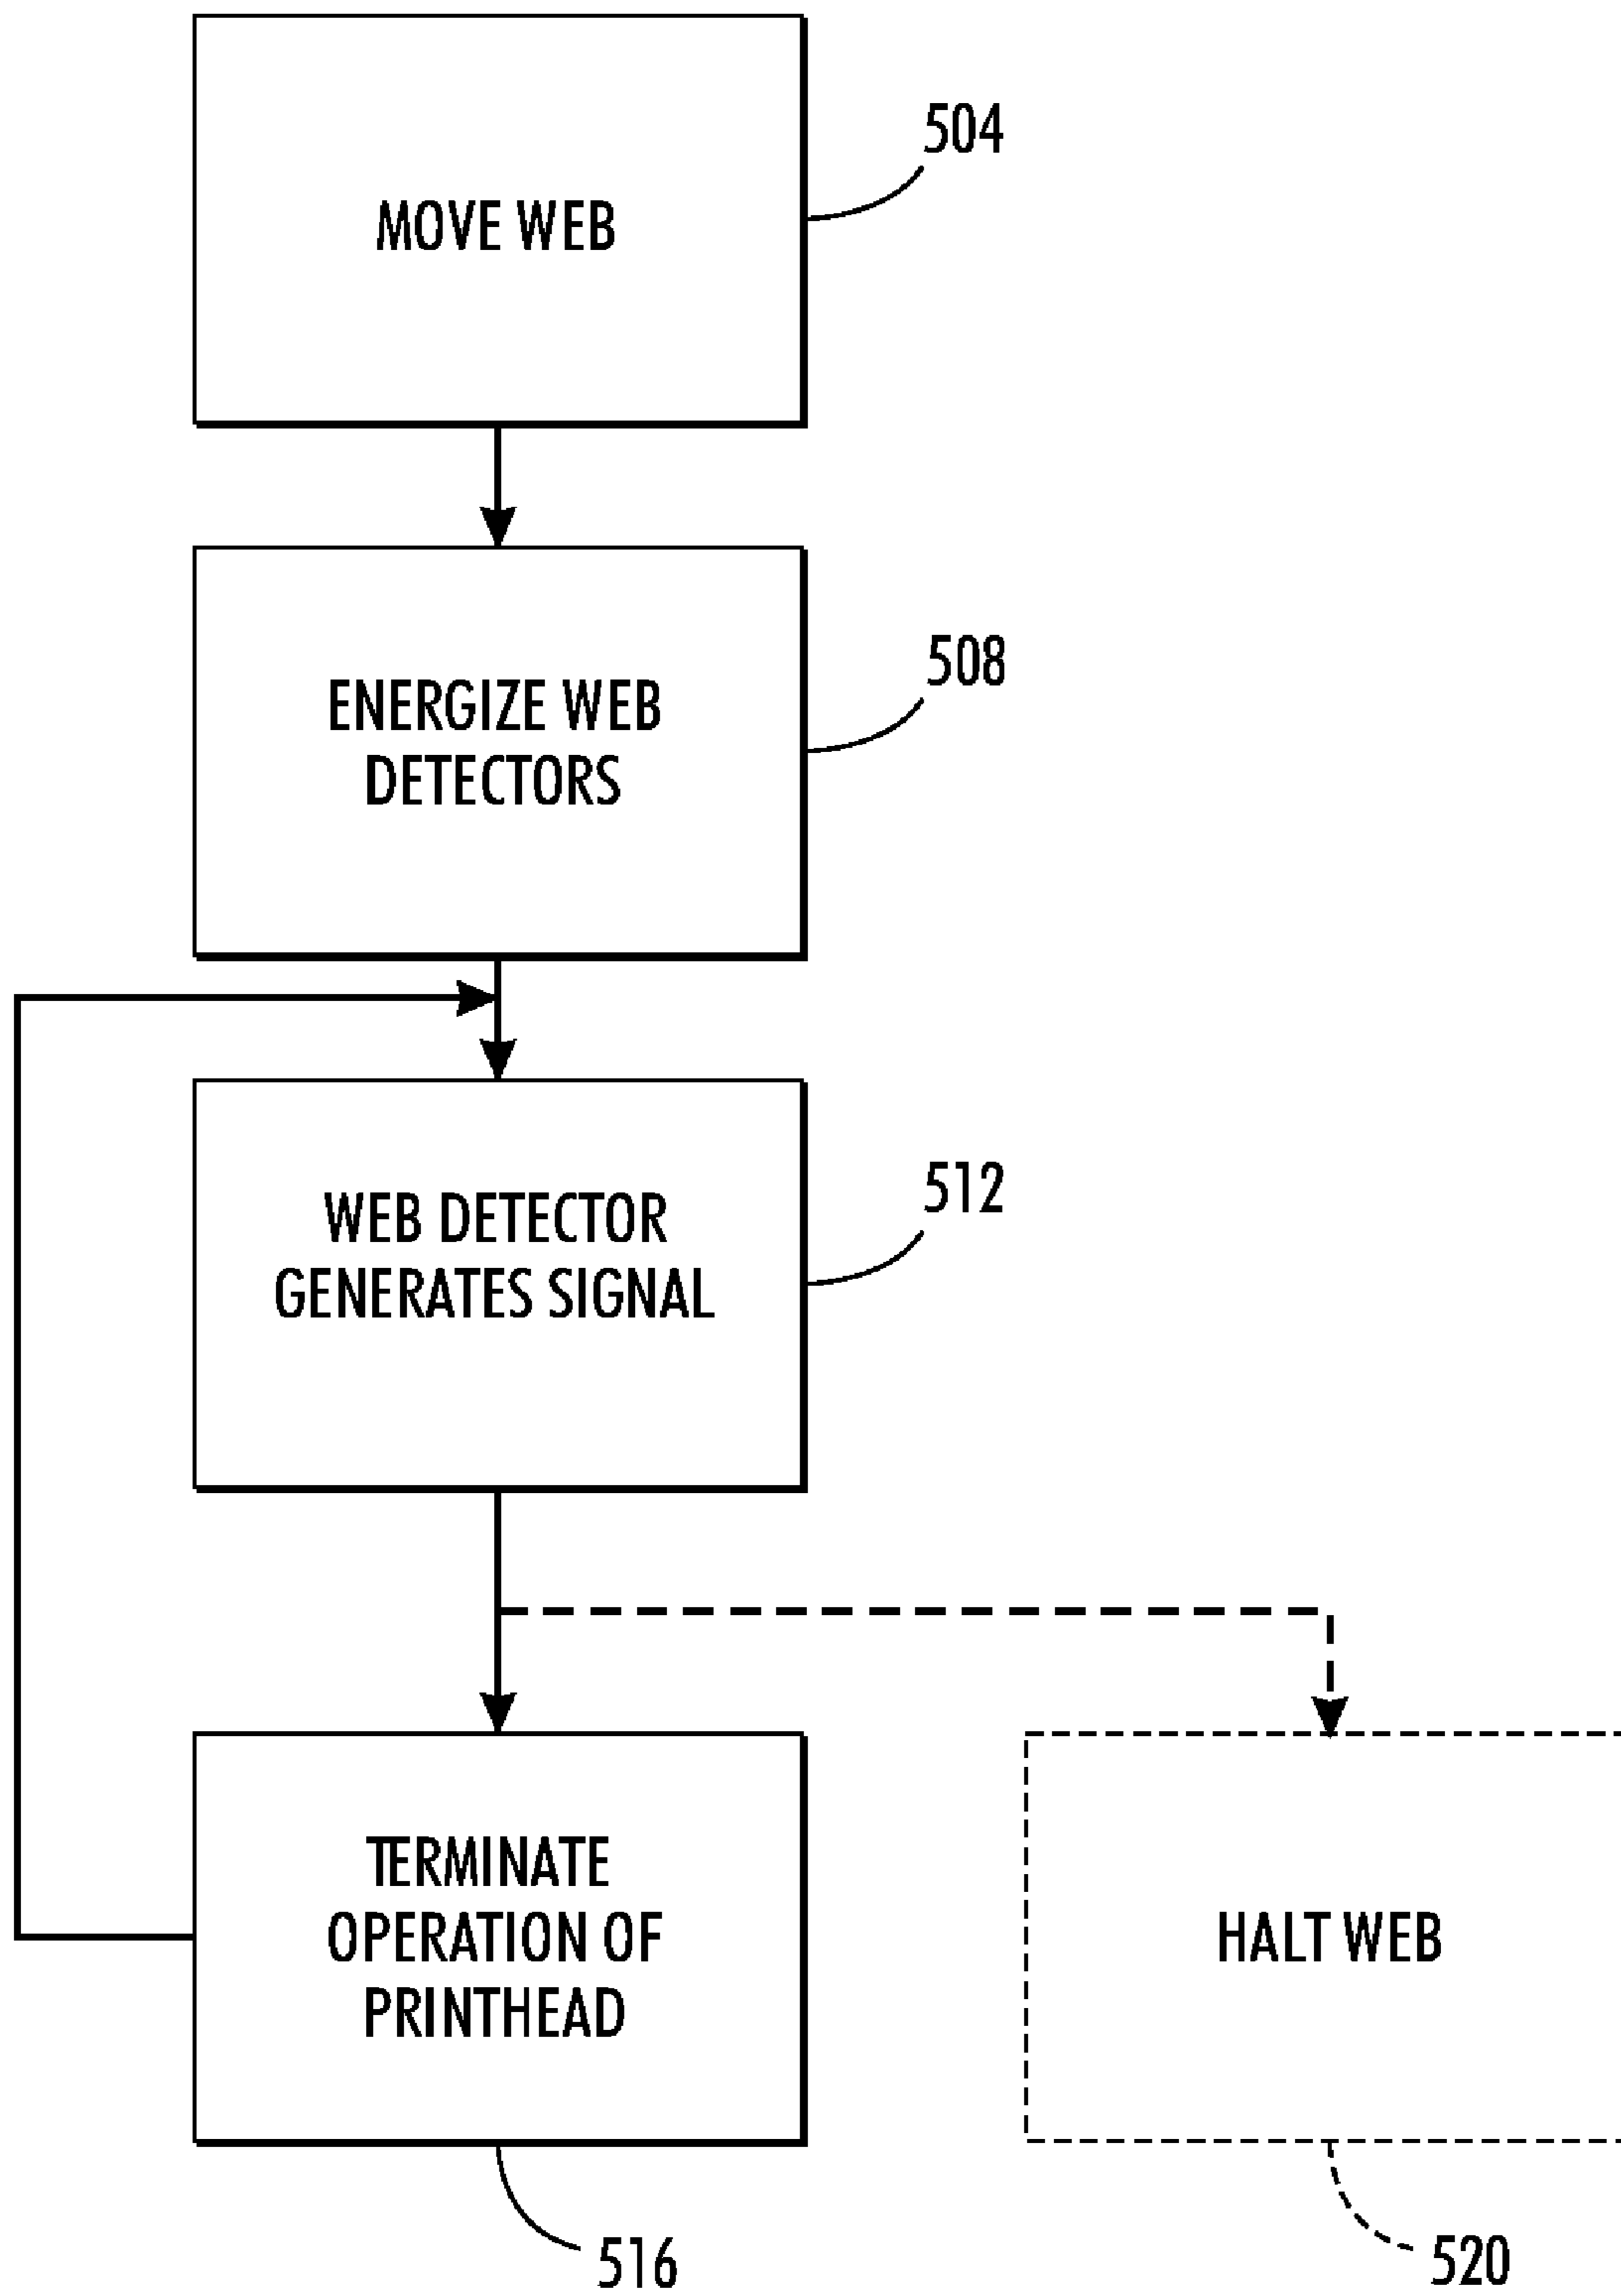 MOVE WEB
504
ENERGIZE WEB
DETECTORS
508
WEB DETECTOR
GENERATES SIGNAL
512
TERMINATE
OPERATION OF
PRINTHEAD
516
HALT WEB
520